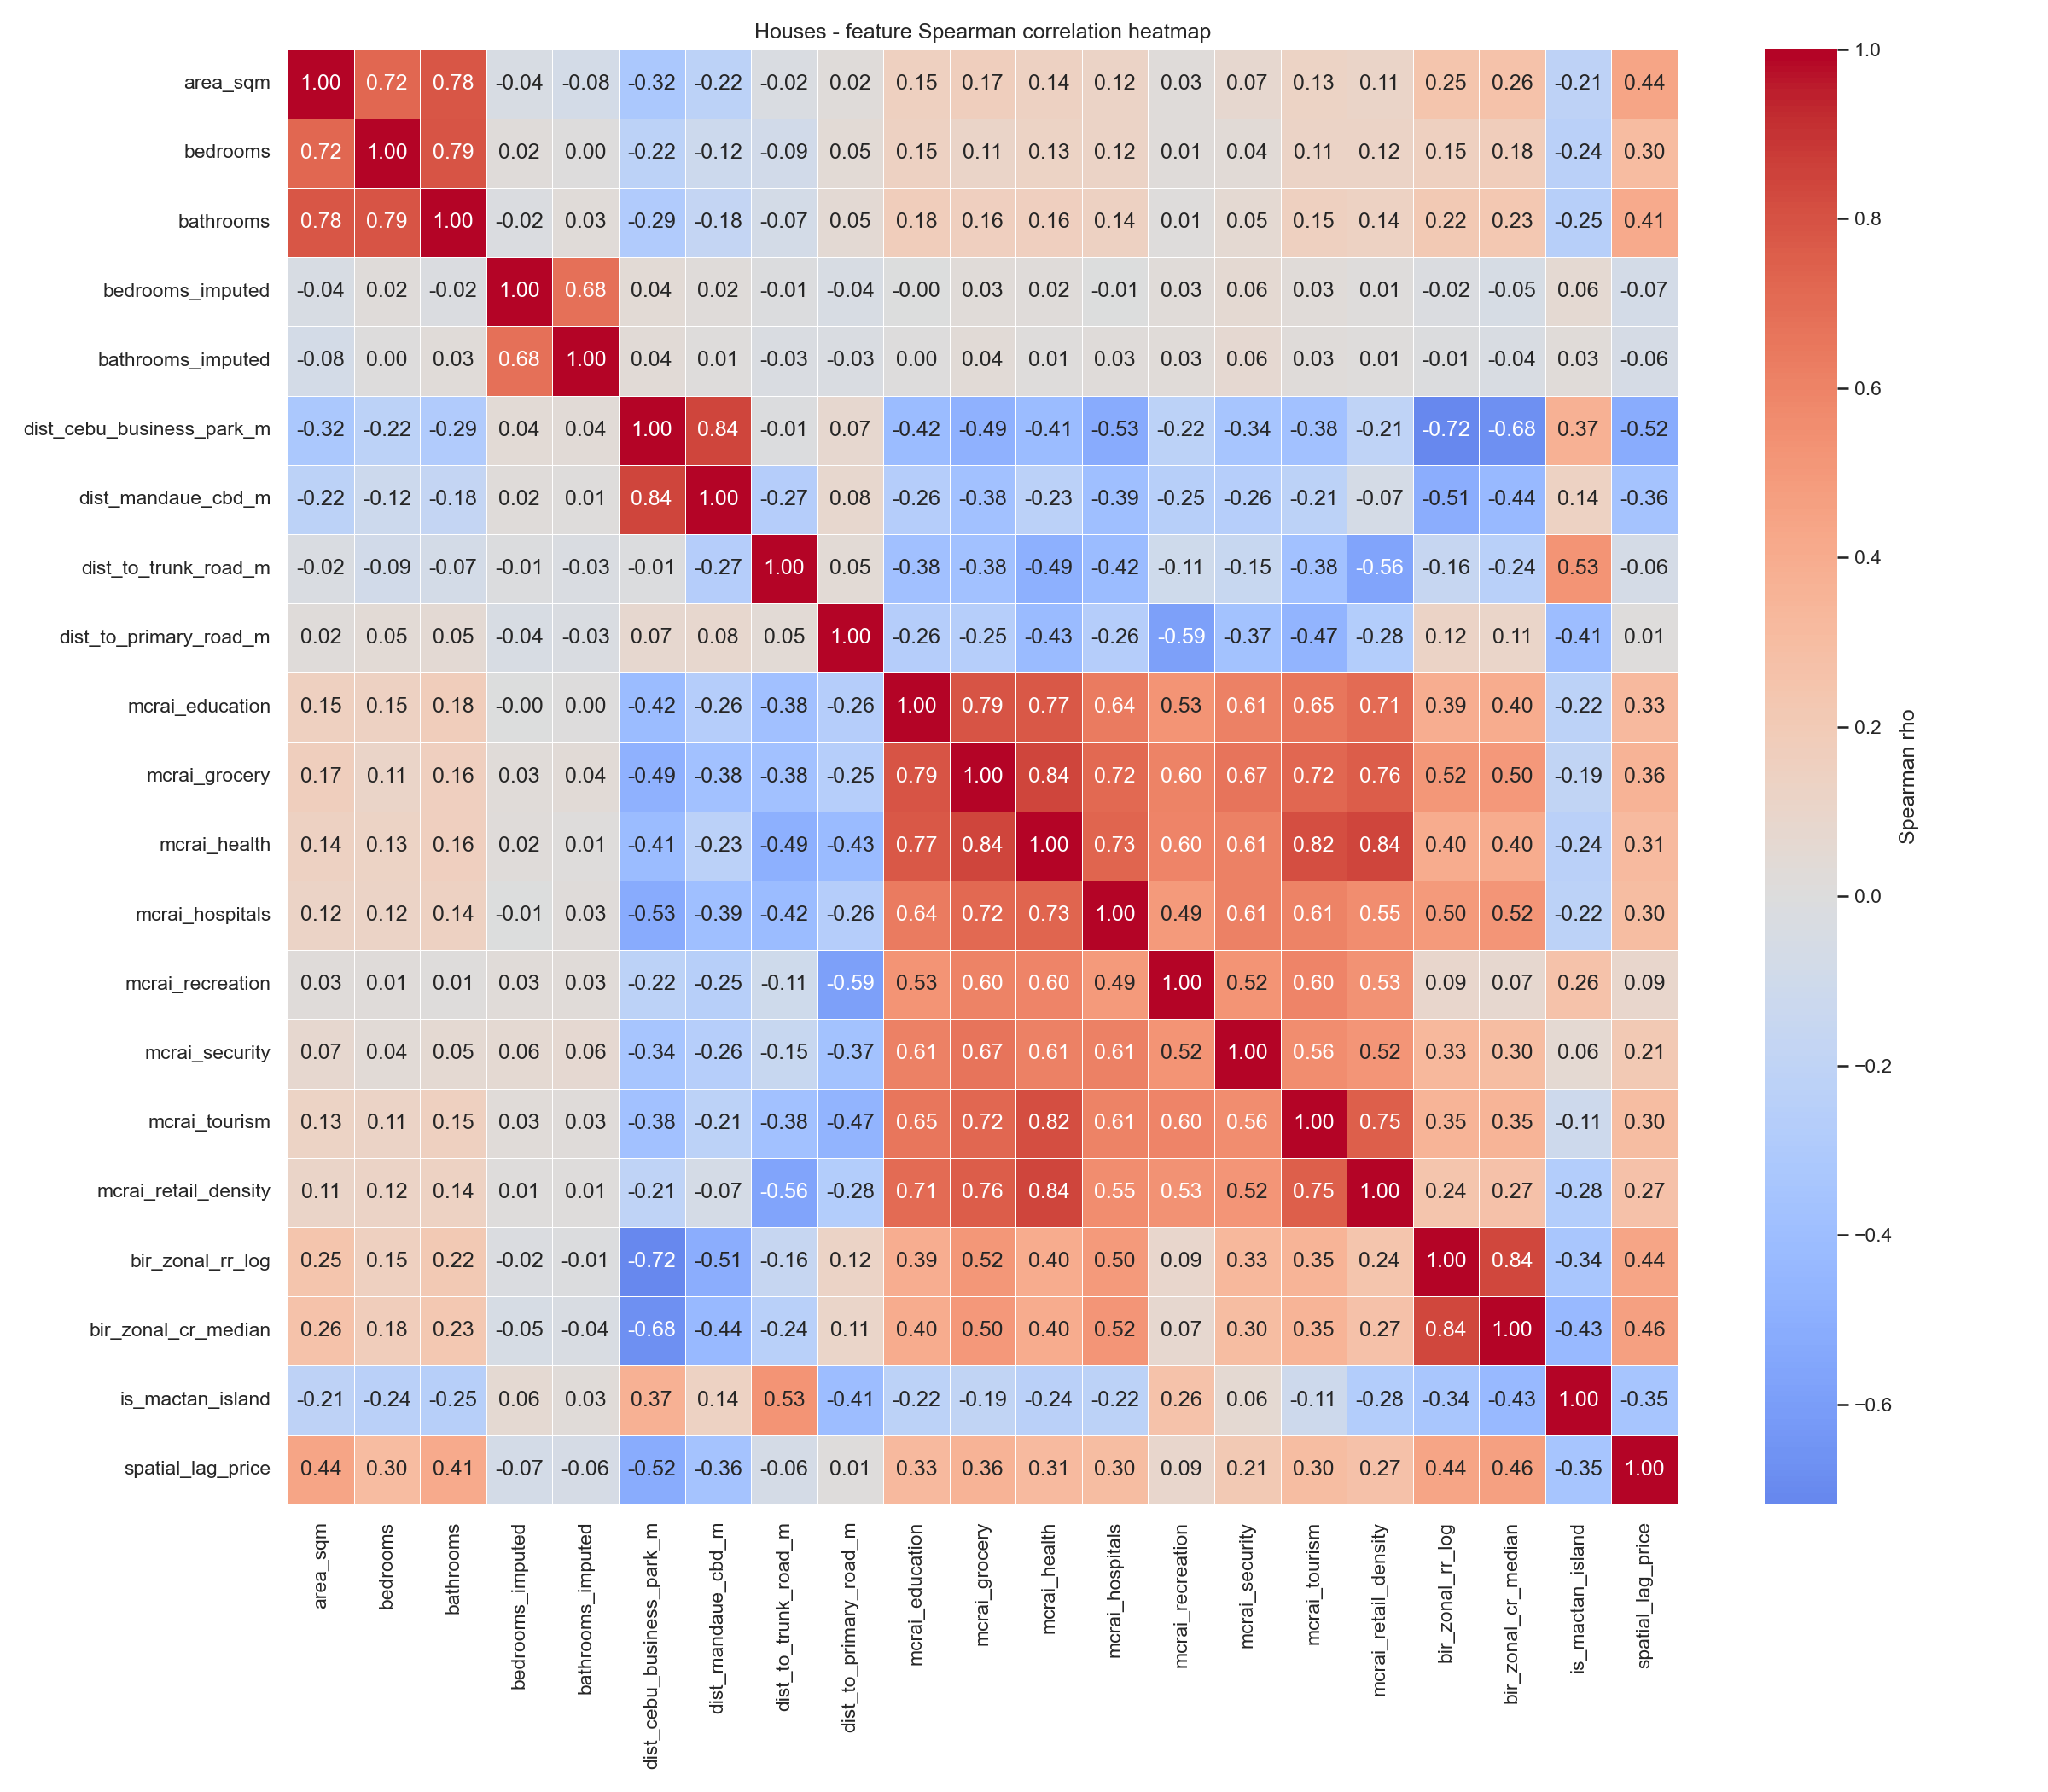 Houses - feature Spearman correlation heatmap
area_sqm 1.00 0.72 0.78 -0.04 -0.08 -0.32 -0.22 -0.02 0.02 0.15 0.17 0.14 0.12 0.03 0.07 0.13 0.11 0.25 0.26 -0.21 0.44
bedrooms 0.72 1.00 0.79 0.02 0.00 -0.22 -0.12 -0.09 0.05 0.15 0.11 0.13 0.12 0.01 0.04 0.11 0.12 0.15 0.18 -0.24 0.30
bathrooms 0.78 0.79 1.00 -0.02 0.03 -0.29 -0.18 -0.07 0.05 0.18 0.16 0.16 0.14 0.01 0.05 0.15 0.14 0.22 0.23 -0.25 0.41
bedrooms_imputed -0.04 0.02 -0.02 1.00 0.68 0.04 0.02 -0.01 -0.04 -0.00 0.03 0.02 -0.01 0.03 0.06 0.03 0.01 -0.02 -0.05 0.06 -0.07
bathrooms_imputed -0.08 0.00 0.03 0.68 1.00 0.04 0.01 -0.03 -0.03 0.00 0.04 0.01 0.03 0.03 0.06 0.03 0.01 -0.01 -0.04 0.03 -0.06
dist_cebu_business_park_m -0.32 -0.22 -0.29 0.04 0.04 1.00 0.84 -0.01 0.07 -0.42 -0.49 -0.41 -0.53 -0.22 -0.34 -0.38 -0.21 -0.72 -0.68 0.37 -0.52
dist_mandaue_cbd_m -0.22 -0.12 -0.18 0.02 0.01 0.84 1.00 -0.27 0.08 -0.26 -0.38 -0.23 -0.39 -0.25 -0.26 -0.21 -0.07 -0.51 -0.44 0.14 -0.36
dist_to_trunk_road_m -0.02 -0.09 -0.07 -0.01 -0.03 -0.01 -0.27 1.00 0.05 -0.38 -0.38 -0.49 -0.42 -0.11 -0.15 -0.38 -0.56 -0.16 -0.24 0.53 -0.06
dist_to_primary_road_m 0.02 0.05 0.05 -0.04 -0.03 0.07 0.08 0.05 1.00 -0.26 -0.25 -0.43 -0.26 -0.59 -0.37 -0.47 -0.28 0.12 0.11 -0.41 0.01
mcrai_education 0.15 0.15 0.18 -0.00 0.00 -0.42 -0.26 -0.38 -0.26 1.00 0.79 0.77 0.64 0.53 0.61 0.65 0.71 0.39 0.40 -0.22 0.33
mcrai_grocery 0.17 0.11 0.16 0.03 0.04 -0.49 -0.38 -0.38 -0.25 0.79 1.00 0.84 0.72 0.60 0.67 0.72 0.76 0.52 0.50 -0.19 0.36
mcrai_health 0.14 0.13 0.16 0.02 0.01 -0.41 -0.23 -0.49 -0.43 0.77 0.84 1.00 0.73 0.60 0.61 0.82 0.84 0.40 0.40 -0.24 0.31
mcrai_hospitals 0.12 0.12 0.14 -0.01 0.03 -0.53 -0.39 -0.42 -0.26 0.64 0.72 0.73 1.00 0.49 0.61 0.61 0.55 0.50 0.52 -0.22 0.30
mcrai_recreation 0.03 0.01 0.01 0.03 0.03 -0.22 -0.25 -0.11 -0.59 0.53 0.60 0.60 0.49 1.00 0.52 0.60 0.53 0.09 0.07 0.26 0.09
mcrai_security 0.07 0.04 0.05 0.06 0.06 -0.34 -0.26 -0.15 -0.37 0.61 0.67 0.61 0.61 0.52 1.00 0.56 0.52 0.33 0.30 0.06 0.21
mcrai_tourism 0.13 0.11 0.15 0.03 0.03 -0.38 -0.21 -0.38 -0.47 0.65 0.72 0.82 0.61 0.60 0.56 1.00 0.75 0.35 0.35 -0.11 0.30
mcrai_retail_density 0.11 0.12 0.14 0.01 0.01 -0.21 -0.07 -0.56 -0.28 0.71 0.76 0.84 0.55 0.53 0.52 0.75 1.00 0.24 0.27 -0.28 0.27
bir_zonal_rr_log 0.25 0.15 0.22 -0.02 -0.01 -0.72 -0.51 -0.16 0.12 0.39 0.52 0.40 0.50 0.09 0.33 0.35 0.24 1.00 0.84 -0.34 0.44
bir_zonal_cr_median 0.26 0.18 0.23 -0.05 -0.04 -0.68 -0.44 -0.24 0.11 0.40 0.50 0.40 0.52 0.07 0.30 0.35 0.27 0.84 1.00 -0.43 0.46
is_mactan_island -0.21 -0.24 -0.25 0.06 0.03 0.37 0.14 0.53 -0.41 -0.22 -0.19 -0.24 -0.22 0.26 0.06 -0.11 -0.28 -0.34 -0.43 1.00 -0.35
spatial_lag_price 0.44 0.30 0.41 -0.07 -0.06 -0.52 -0.36 -0.06 0.01 0.33 0.36 0.31 0.30 0.09 0.21 0.30 0.27 0.44 0.46 -0.35 1.00
area_sqm
bedrooms
bathrooms
bedrooms_imputed
bathrooms_imputed
dist_cebu_business_park_m
dist_mandaue_cbd_m
dist_to_trunk_road_m
dist_to_primary_road_m
mcrai_education
mcrai_grocery
mcrai_health
mcrai_hospitals
mcrai_recreation
mcrai_security
mcrai_tourism
mcrai_retail_density
bir_zonal_rr_log
bir_zonal_cr_median
is_mactan_island
spatial_lag_price
1.0
0.8
0.6
0.4
0.2
0.0
−0.2
−0.4
−0.6
Spearman rho